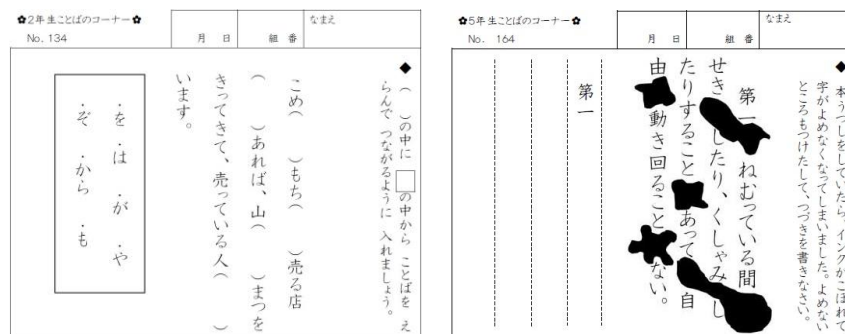 ✿2年生ことばのコーナー✿
No. 134
月 日
組 番
なまえ
◆ ( )の中に □の中から ことばを え
らんで つながるように 入れましょう。
こめ( )もち( )売る店
( )あれば、山( )まつを
きってきて、売っている人( )
います。
・を ・は ・が ・や
・ぞ ・から ・も
✿5年生ことばのコーナー✿
No. 164
月 日
組 番
なまえ
◆ 本うつしをしていたら、インクがこぼれて
字がよめなくなってしまいました。よめない
ところもつけたして、つづきを書きなさい。
第一 ねむっている間
せき したり、くしゃみ し
たりすること あって 自
由 動き回ること ない。
第一